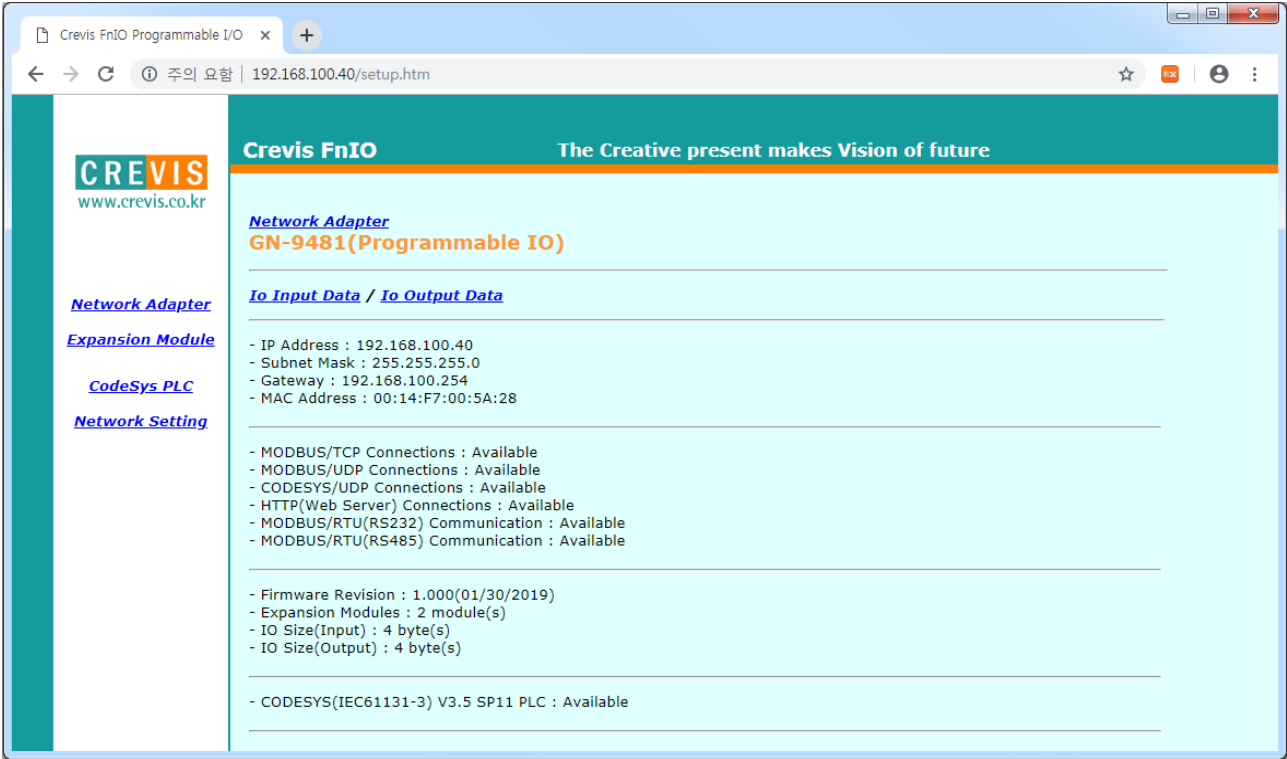 Crevis FnIO Programmable I/O
주의 요함 | 192.168.100.40/setup.htm
EX
CREVIS
www.crevis.co.kr
Network Adapter
Expansion Module
CodeSys PLC
Network Setting
Crevis FnIO The Creative present makes Vision of future
Network Adapter
GN-9481(Programmable IO)
Io Input Data / Io Output Data
- IP Address : 192.168.100.40
- Subnet Mask : 255.255.255.0
- Gateway : 192.168.100.254
- MAC Address : 00:14:F7:00:5A:28
- MODBUS/TCP Connections : Available
- MODBUS/UDP Connections : Available
- CODESYS/UDP Connections : Available
- HTTP(Web Server) Connections : Available
- MODBUS/RTU(RS232) Communication : Available
- MODBUS/RTU(RS485) Communication : Available
- Firmware Revision : 1.000(01/30/2019)
- Expansion Modules : 2 module(s)
- IO Size(Input) : 4 byte(s)
- IO Size(Output) : 4 byte(s)
- CODESYS(IEC61131-3) V3.5 SP11 PLC : Available